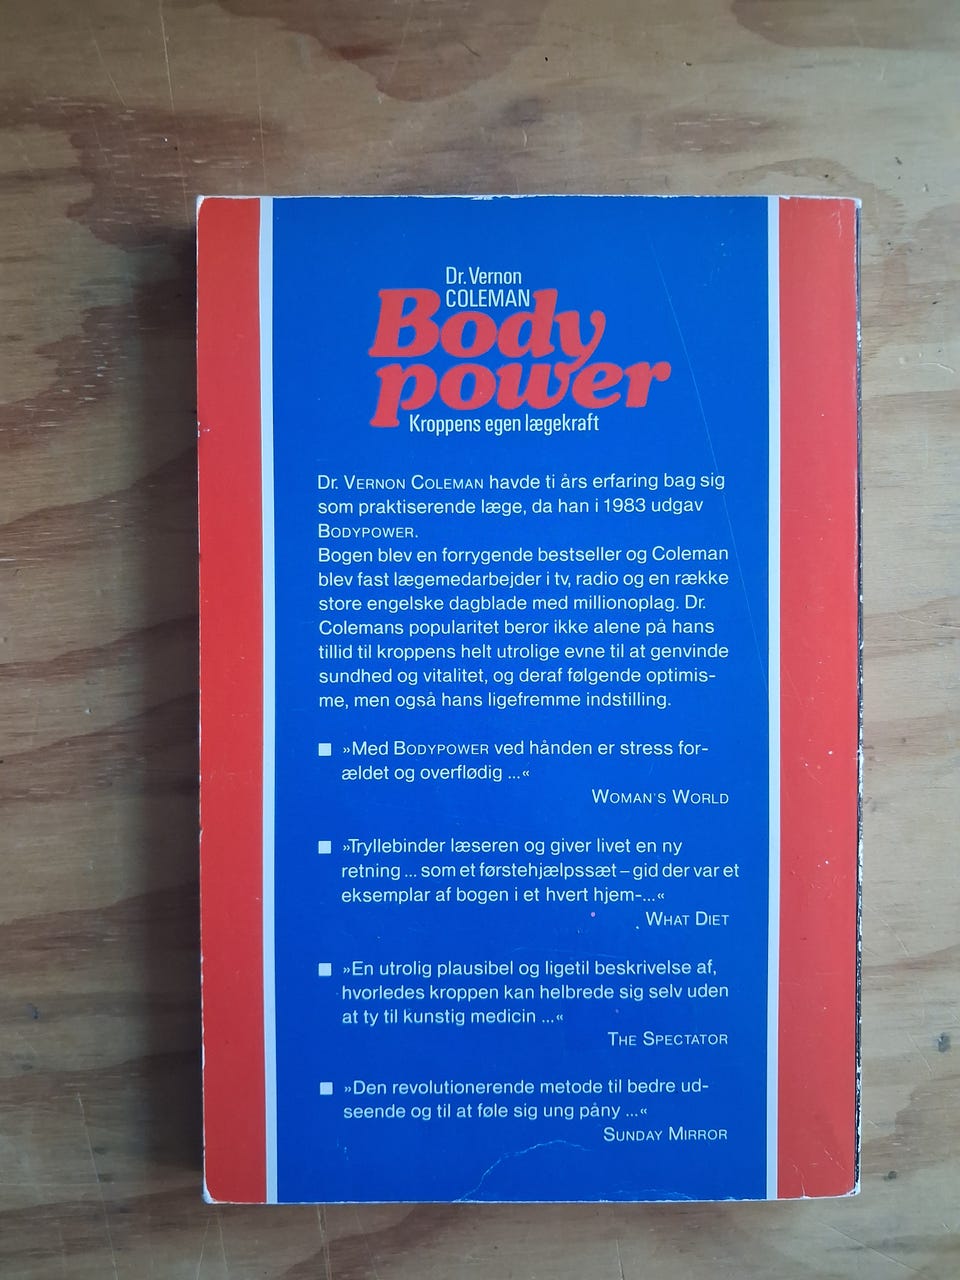 Dr. Vernon
COLEMAN
Body
power
Kroppens egen lægekraft
Dr. VERNON COLEMAN havde ti års erfaring bag sig
som praktiserende læge, da han i 1983 udgav
BODYPOWER.
Bogen blev en forrygende bestseller og Coleman
blev fast lægemedarbejder i tv, radio og en række
store engelske dagblade med millionoplag. Dr.
Colemans popularitet beror ikke alene på hans
tillid til kroppens helt utrolige evne til at genvinde
sundhed og vitalitet, og deraf følgende optimis-
me, men også hans ligefremme indstilling.
»Med BODYPOWER ved hånden er stress for-
ældet og overflødig ...«
WOMAN'S WORLD
»Tryllebinder læseren og giver livet en ny
retning ... som et førstehjælpssæt – gid der var et
eksemplar af bogen i et hvert hjem-...«
WHAT DIET
»En utrolig plausibel og ligetil beskrivelse af,
hvorledes kroppen kan helbrede sig selv uden
at ty til kunstig medicin ...«
THE SPECTATOR
»Den revolutionerende metode til bedre ud-
seende og til at føle sig ung påny ...«
SUNDAY MIRROR